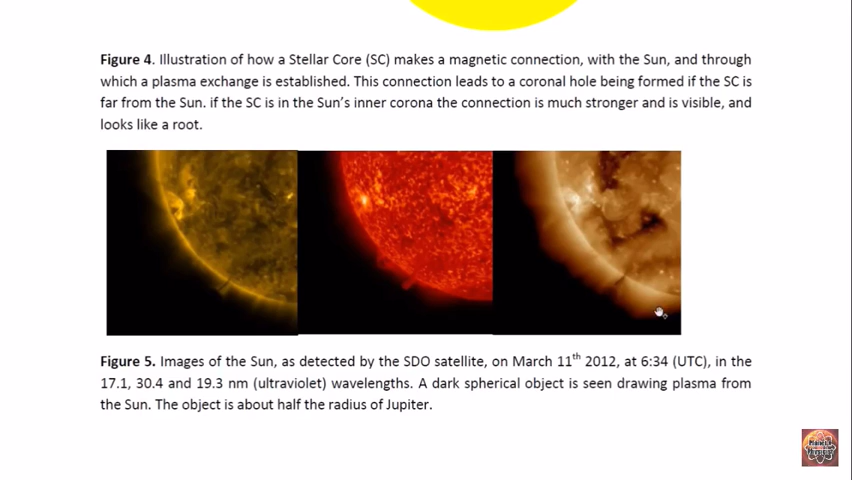 Figure 4. Illustration of how a Stellar Core (SC) makes a magnetic connection, with the Sun, and through
which a plasma exchange is established. This connection leads to a coronal hole being formed if the SC is
far from the Sun. if the SC is in the Sun's inner corona the connection is much stronger and is visible, and
looks like a root.
Figure 5. Images of the Sun, as detected by the SDO satellite, on March 11th 2012, at 6:34 (UTC), in the
17.1, 30.4 and 19.3 nm (ultraviolet) wavelengths. A dark spherical object is seen drawing plasma from
the Sun. The object is about half the radius of Jupiter.